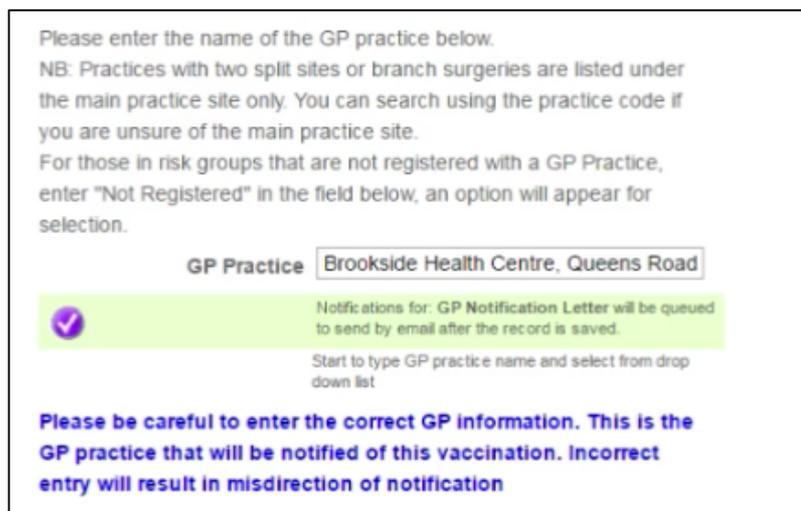 Please enter the name of the GP practice below.
NB: Practices with two split sites or branch surgeries are listed under
the main practice site only. You can search using the practice code if
you are unsure of the main practice site.
For those in risk groups that are not registered with a GP Practice,
enter "Not Registered" in the field below, an option will appear for
selection.
GP Practice Brookside Health Centre, Queens Road
Notifications for: GP Notification Letter will be queued
to send by email after the record is saved.
Start to type GP practice name and select from drop
down list
Please be careful to enter the correct GP information. This is the
GP practice that will be notified of this vaccination. Incorrect
entry will result in misdirection of notification